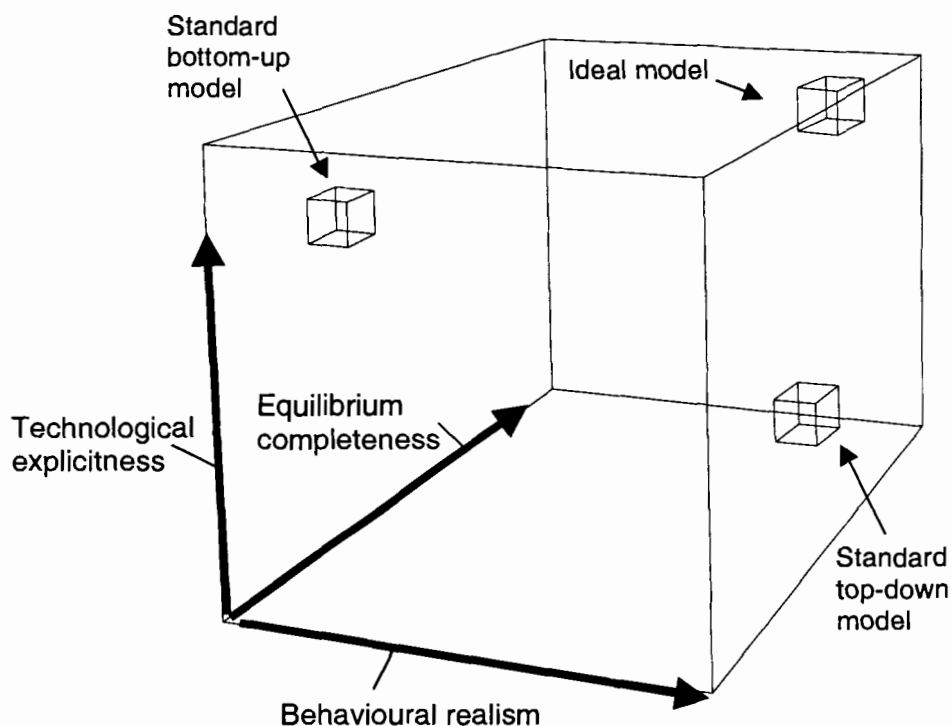 Standard
bottom-up
model
Ideal model
Technological
explicitness
Equilibrium
completeness
Standard
top-down
model
Behavioural realism